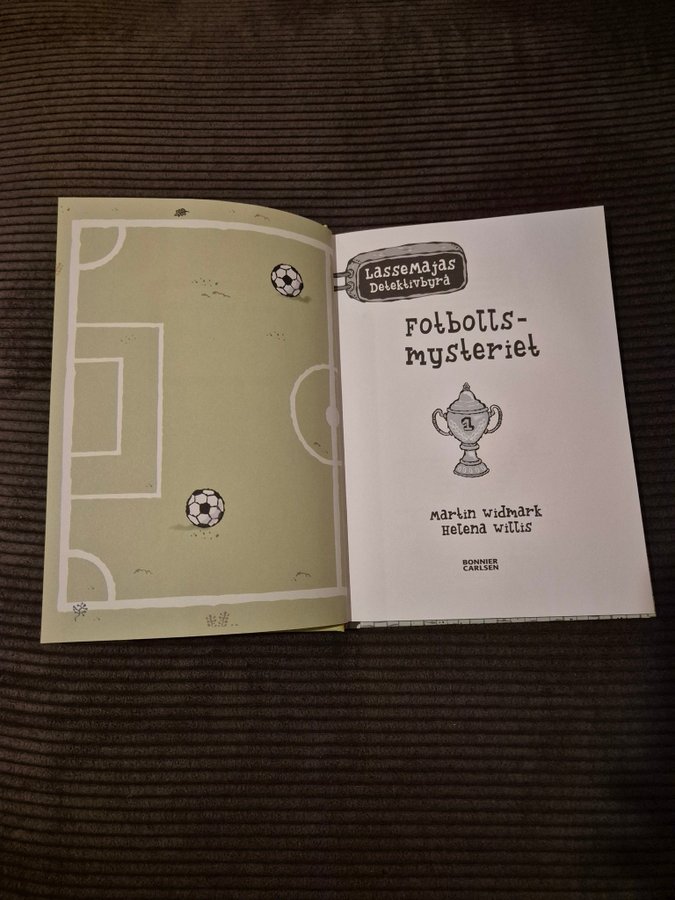 LasseMajas
Detektivbyrå
Fotbolls-
mysteriet
1
Martin Widmark
Helena Willis
BONNIER
CARLSEN